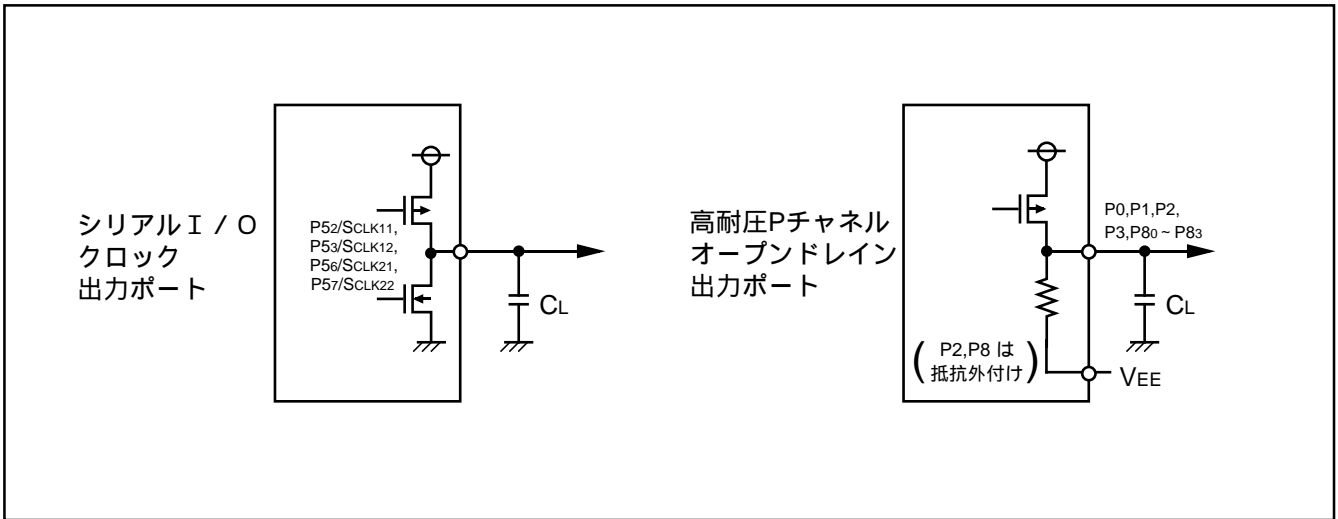 シリアルＩ／Ｏ
クロック
出力ポート
P52/SCLK11,
P53/SCLK12,
P56/SCLK21,
P57/SCLK22
CL
高耐圧Pチャネル
オープンドレイン
出力ポート
P0,P1,P2,
P3,P80 ~ P83
CL
(P2,P8 は
抵抗外付け)
VEE